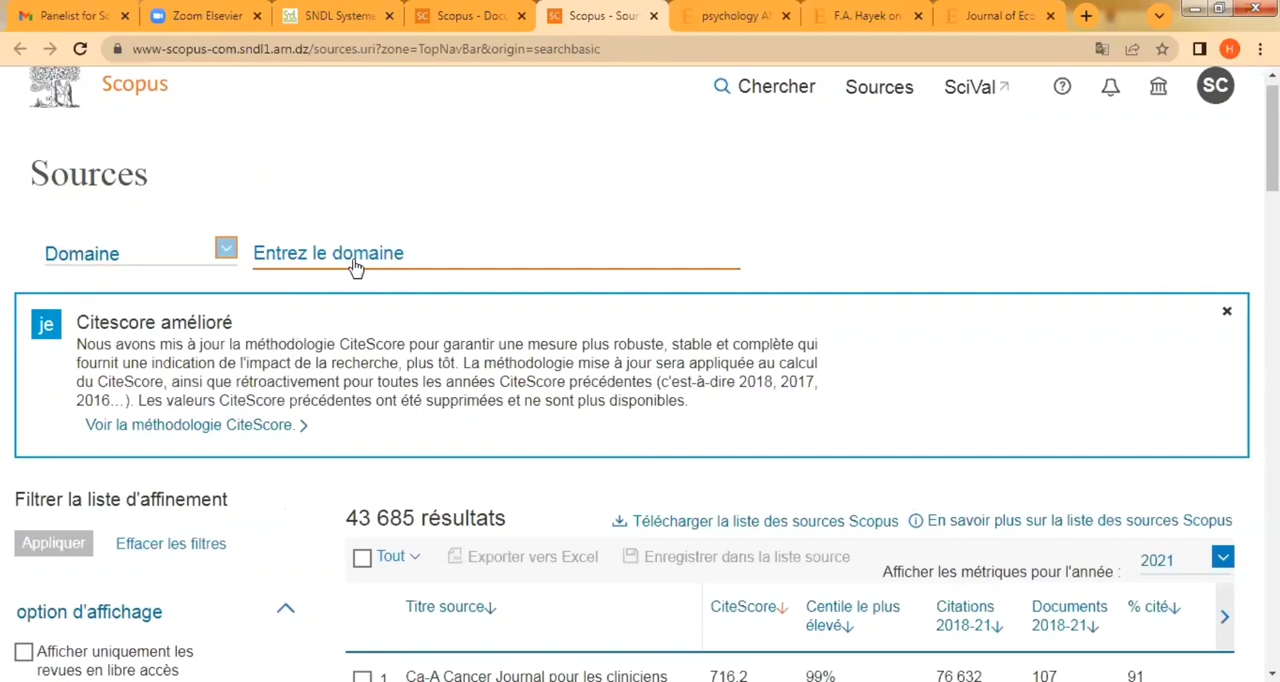 Panelist for Sc
Zoom Elsevier
SNDL Système
Scopus - Docu
Scopus - Sour
psychology A
F.A. Hayek on
Journal of Eco
www-scopus-com.sndl1.arn.dz/sources.uri?zone=TopNavBar&origin=searchbasic
H
Scopus
Chercher
Sources
SciVal
SC
Sources
Domaine
Entrez le domaine
je
Citescore amélioré
Nous avons mis à jour la méthodologie CiteScore pour garantir une mesure plus robuste, stable et complète qui
fournit une indication de l'impact de la recherche, plus tôt. La méthodologie mise à jour sera appliquée au calcul
du CiteScore, ainsi que rétroactivement pour toutes les années CiteScore précédentes (c'est-à-dire 2018, 2017,
2016…). Les valeurs CiteScore précédentes ont été supprimées et ne sont plus disponibles.
Voir la méthodologie CiteScore.
Filtrer la liste d'affinement
Appliquer
Effacer les filtres
option d'affichage
Afficher uniquement les
revues en libre accès
43 685 résultats
Télécharger la liste des sources Scopus
En savoir plus sur la liste des sources Scopus
Tout
Exporter vers Excel
Enregistrer dans la liste source
Afficher les métriques pour l'année :
2021
Titre source↓
CiteScore↓
Centile le plus
élevé↓
Citations
2018-21↓
Documents
2018-21↓
% cité↓
1
Ca-A Cancer Journal pour les cliniciens
716.2
99%
76 632
107
91